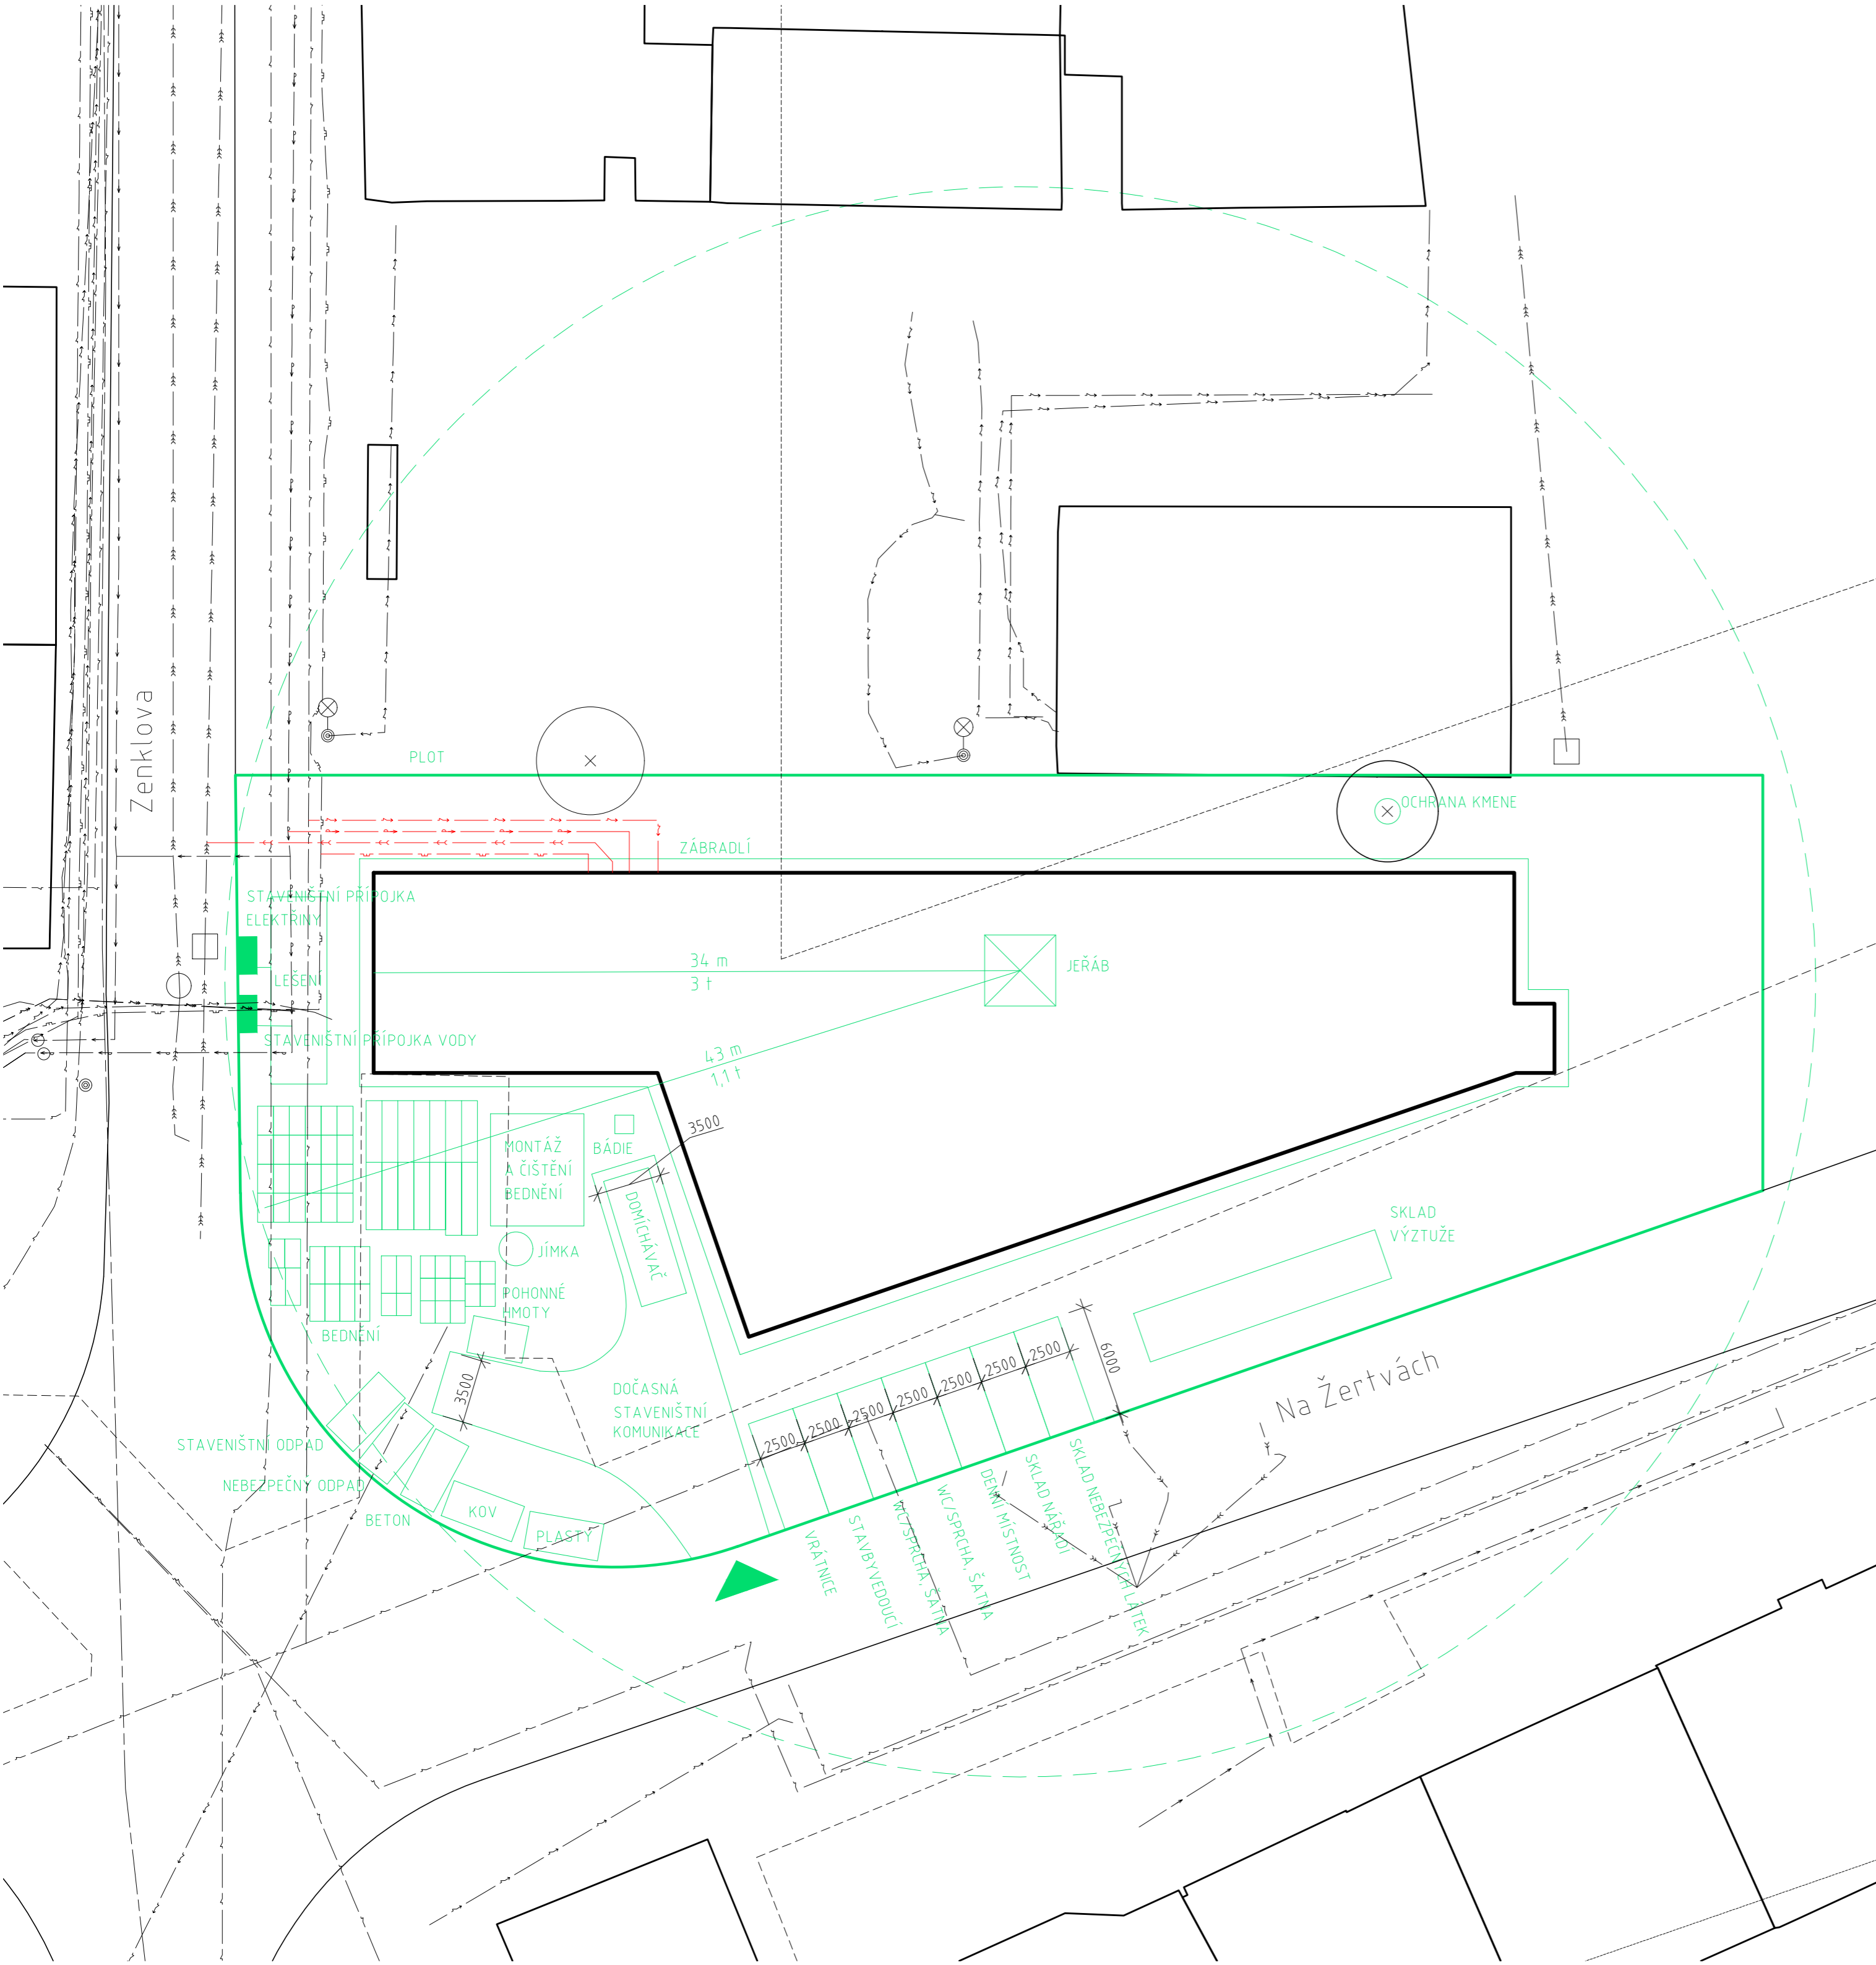 Zenklova
PLOT
OCHRANA KMENE
ZÁBRADLÍ
STAVENIŠTNÍ PŘÍPOJKA
ELEKTŘINY
LEŠENÍ
STAVENIŠTNÍ PŘÍPOJKA VODY
34 m
3 t
JEŘÁB
43 m
1,1 t
3500
MONTÁŽ
A ČIŠTĚNÍ
BEDNĚNÍ
BÁDIE
DOMÍCHÁVAČ
JÍMKA
POHONNÉ
HMOTY
BEDNĚNÍ
SKLAD
VÝZTUŽE
3500
DOČASNÁ
STAVENIŠTNÍ
KOMUNIKACE
2500
2500
2500
2500
2500
2500
2500
6000
Na Žertvách
STAVENIŠTNÍ ODPAD
NEBEZPEČNÝ ODPAD
BETON
KOV
PLASTY
VRÁTNICE
STAVBYVEDOUCÍ
WC/SPRCHA, ŠATNA
WC/SPRCHA, ŠATNA
DENNÍ MÍSTNOST
SKLAD NÁŘADÍ
SKLAD NEBEZPEČNÝCH LÁTEK